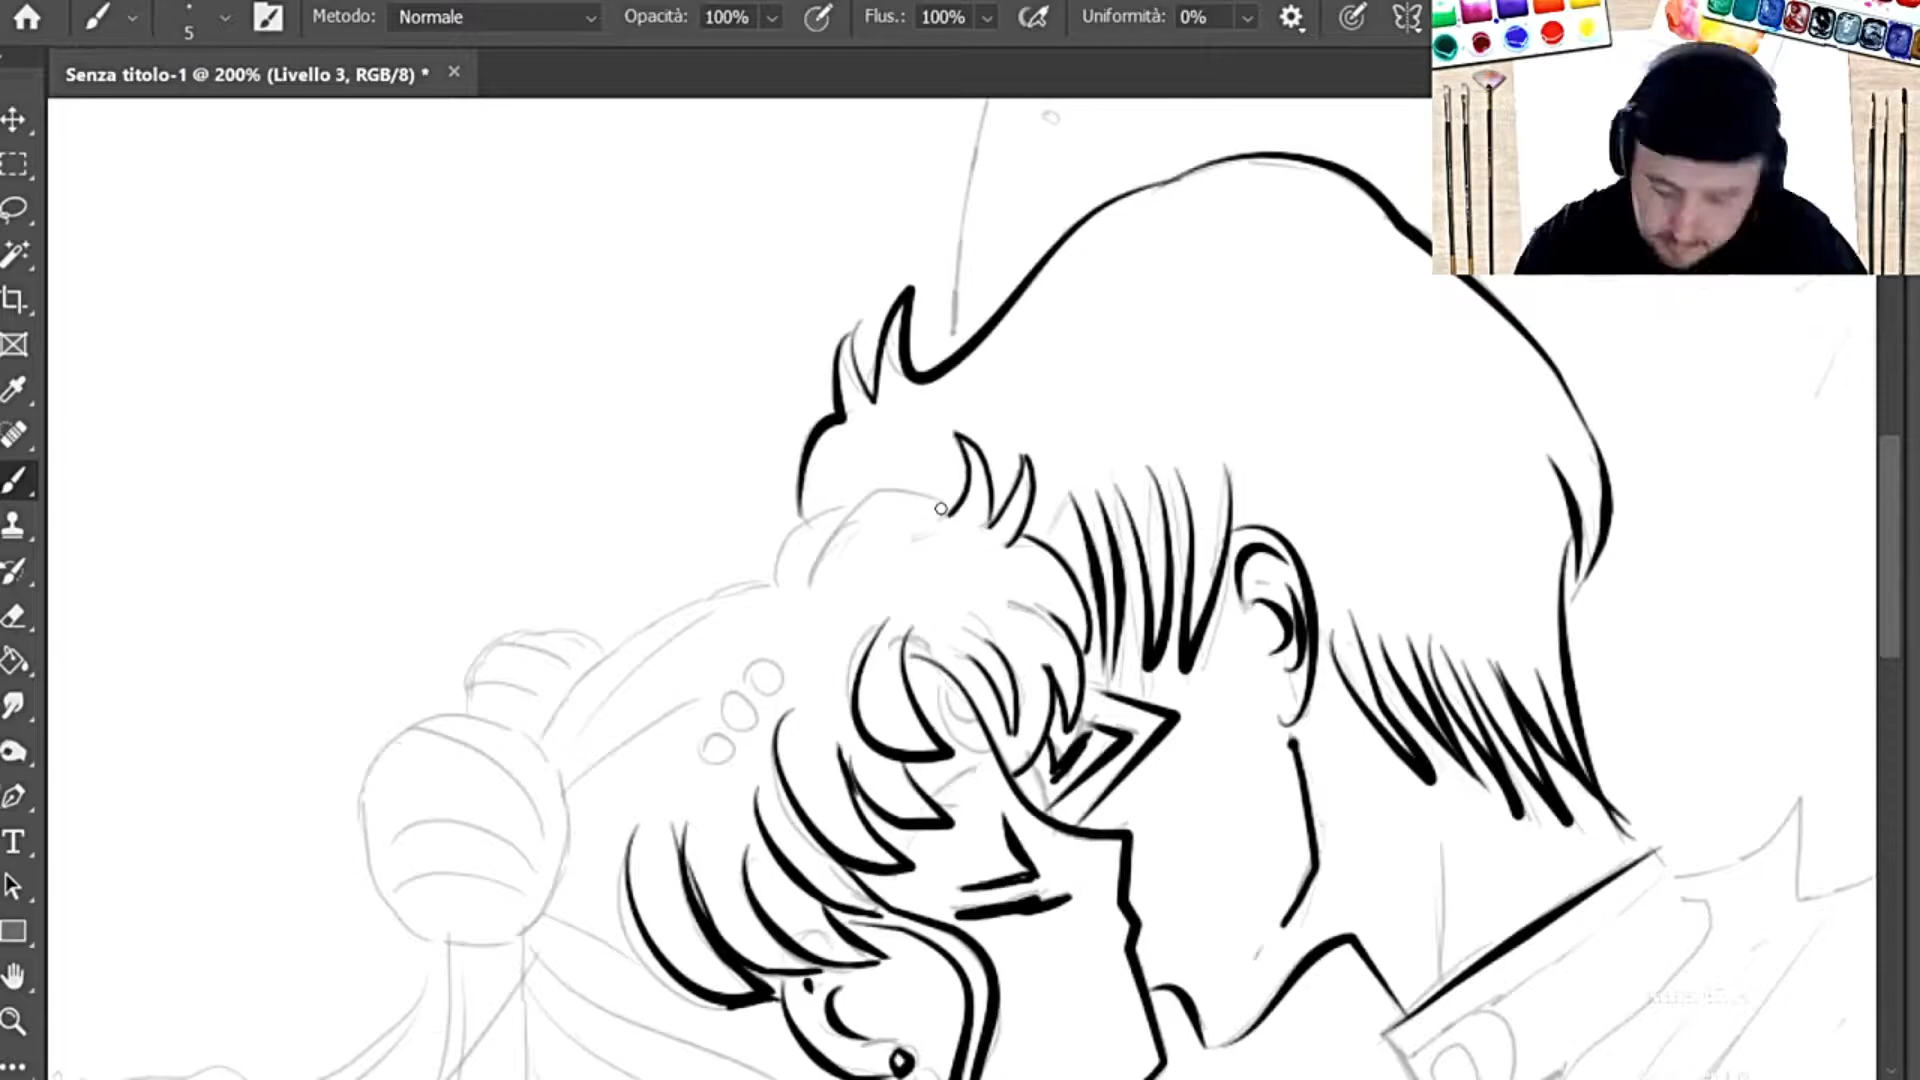 5
Metodo: Normale
Opacità: 100%
Flus.: 100%
Uniformità: 0%
Senza titolo-1 @ 200% (Livello 3, RGB/8) *